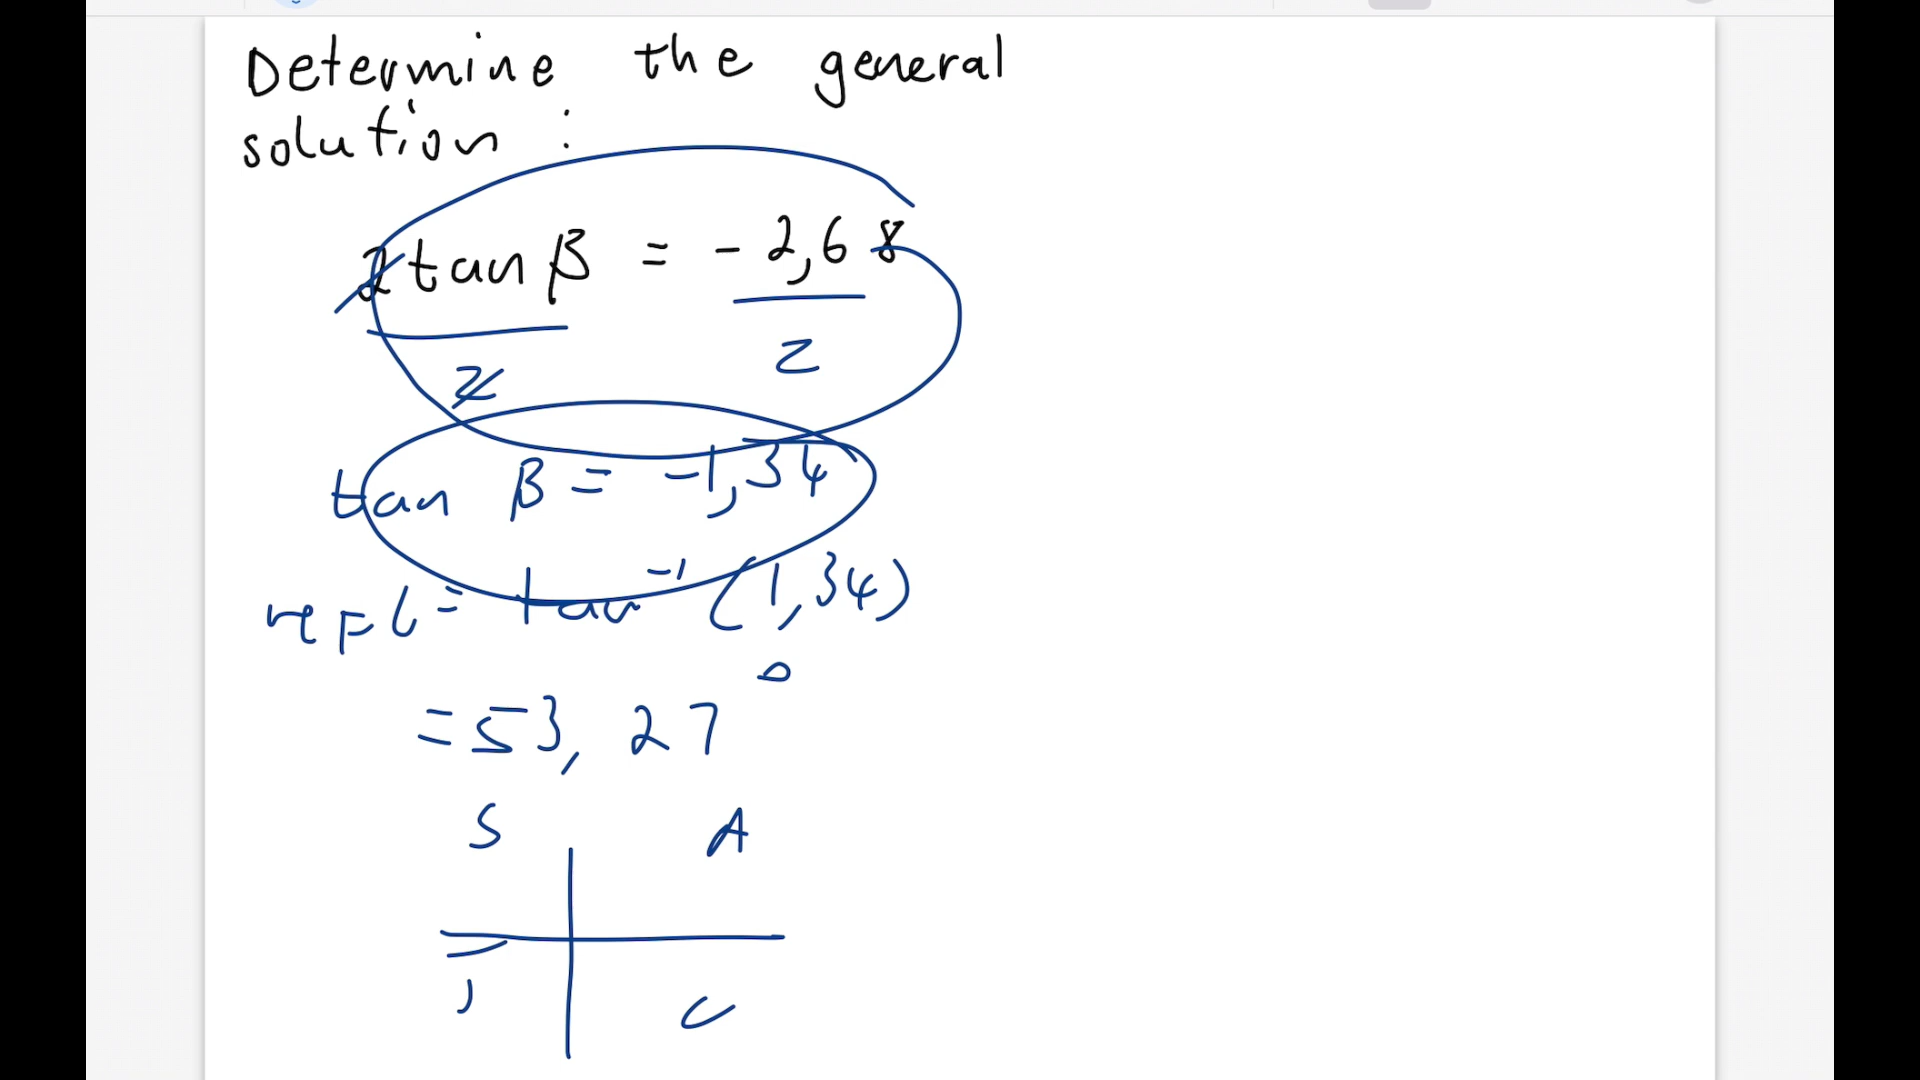 Determine the general
solution :
2tan β = - 2,68
2 2
tan β = -1,34
ref L = tan⁻¹ (1,34)
= 53, 27°
S A
T C